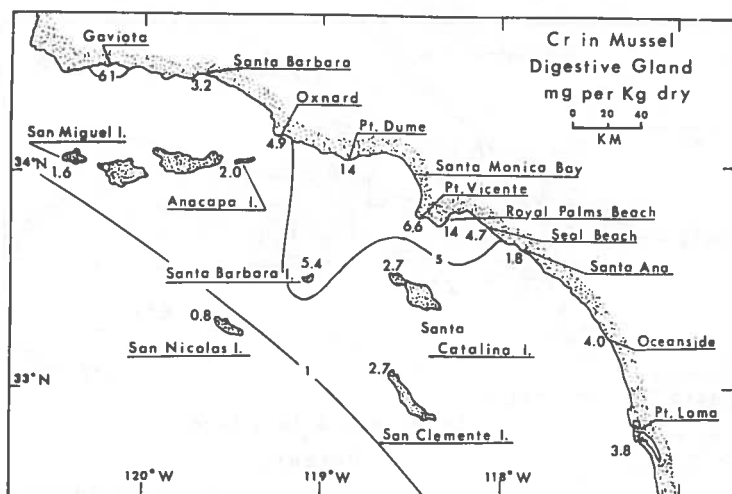 Cr in Mussel
Digestive Gland
mg per Kg dry
0 40
KM
Gaviota
61
Santa Barbara
3.2
Oxnard
4.9
Pt. Dume
14
San Miguel I.
1.6
34°N
2.0
Anacapa I.
Santa Monica Bay
Pt. Vicente
6.6
Royal Palms Beach
14
4.7
Seal Beach
1.8
Santa Ana
Santa Barbara I.
5.4
2.7
5
Santa
Catalina I.
0.8
San Nicolas I.
4.0
Oceanside
33°N
1
2.7
San Clemente I.
Pt. Loma
3.8
120°W
119°W
118°W